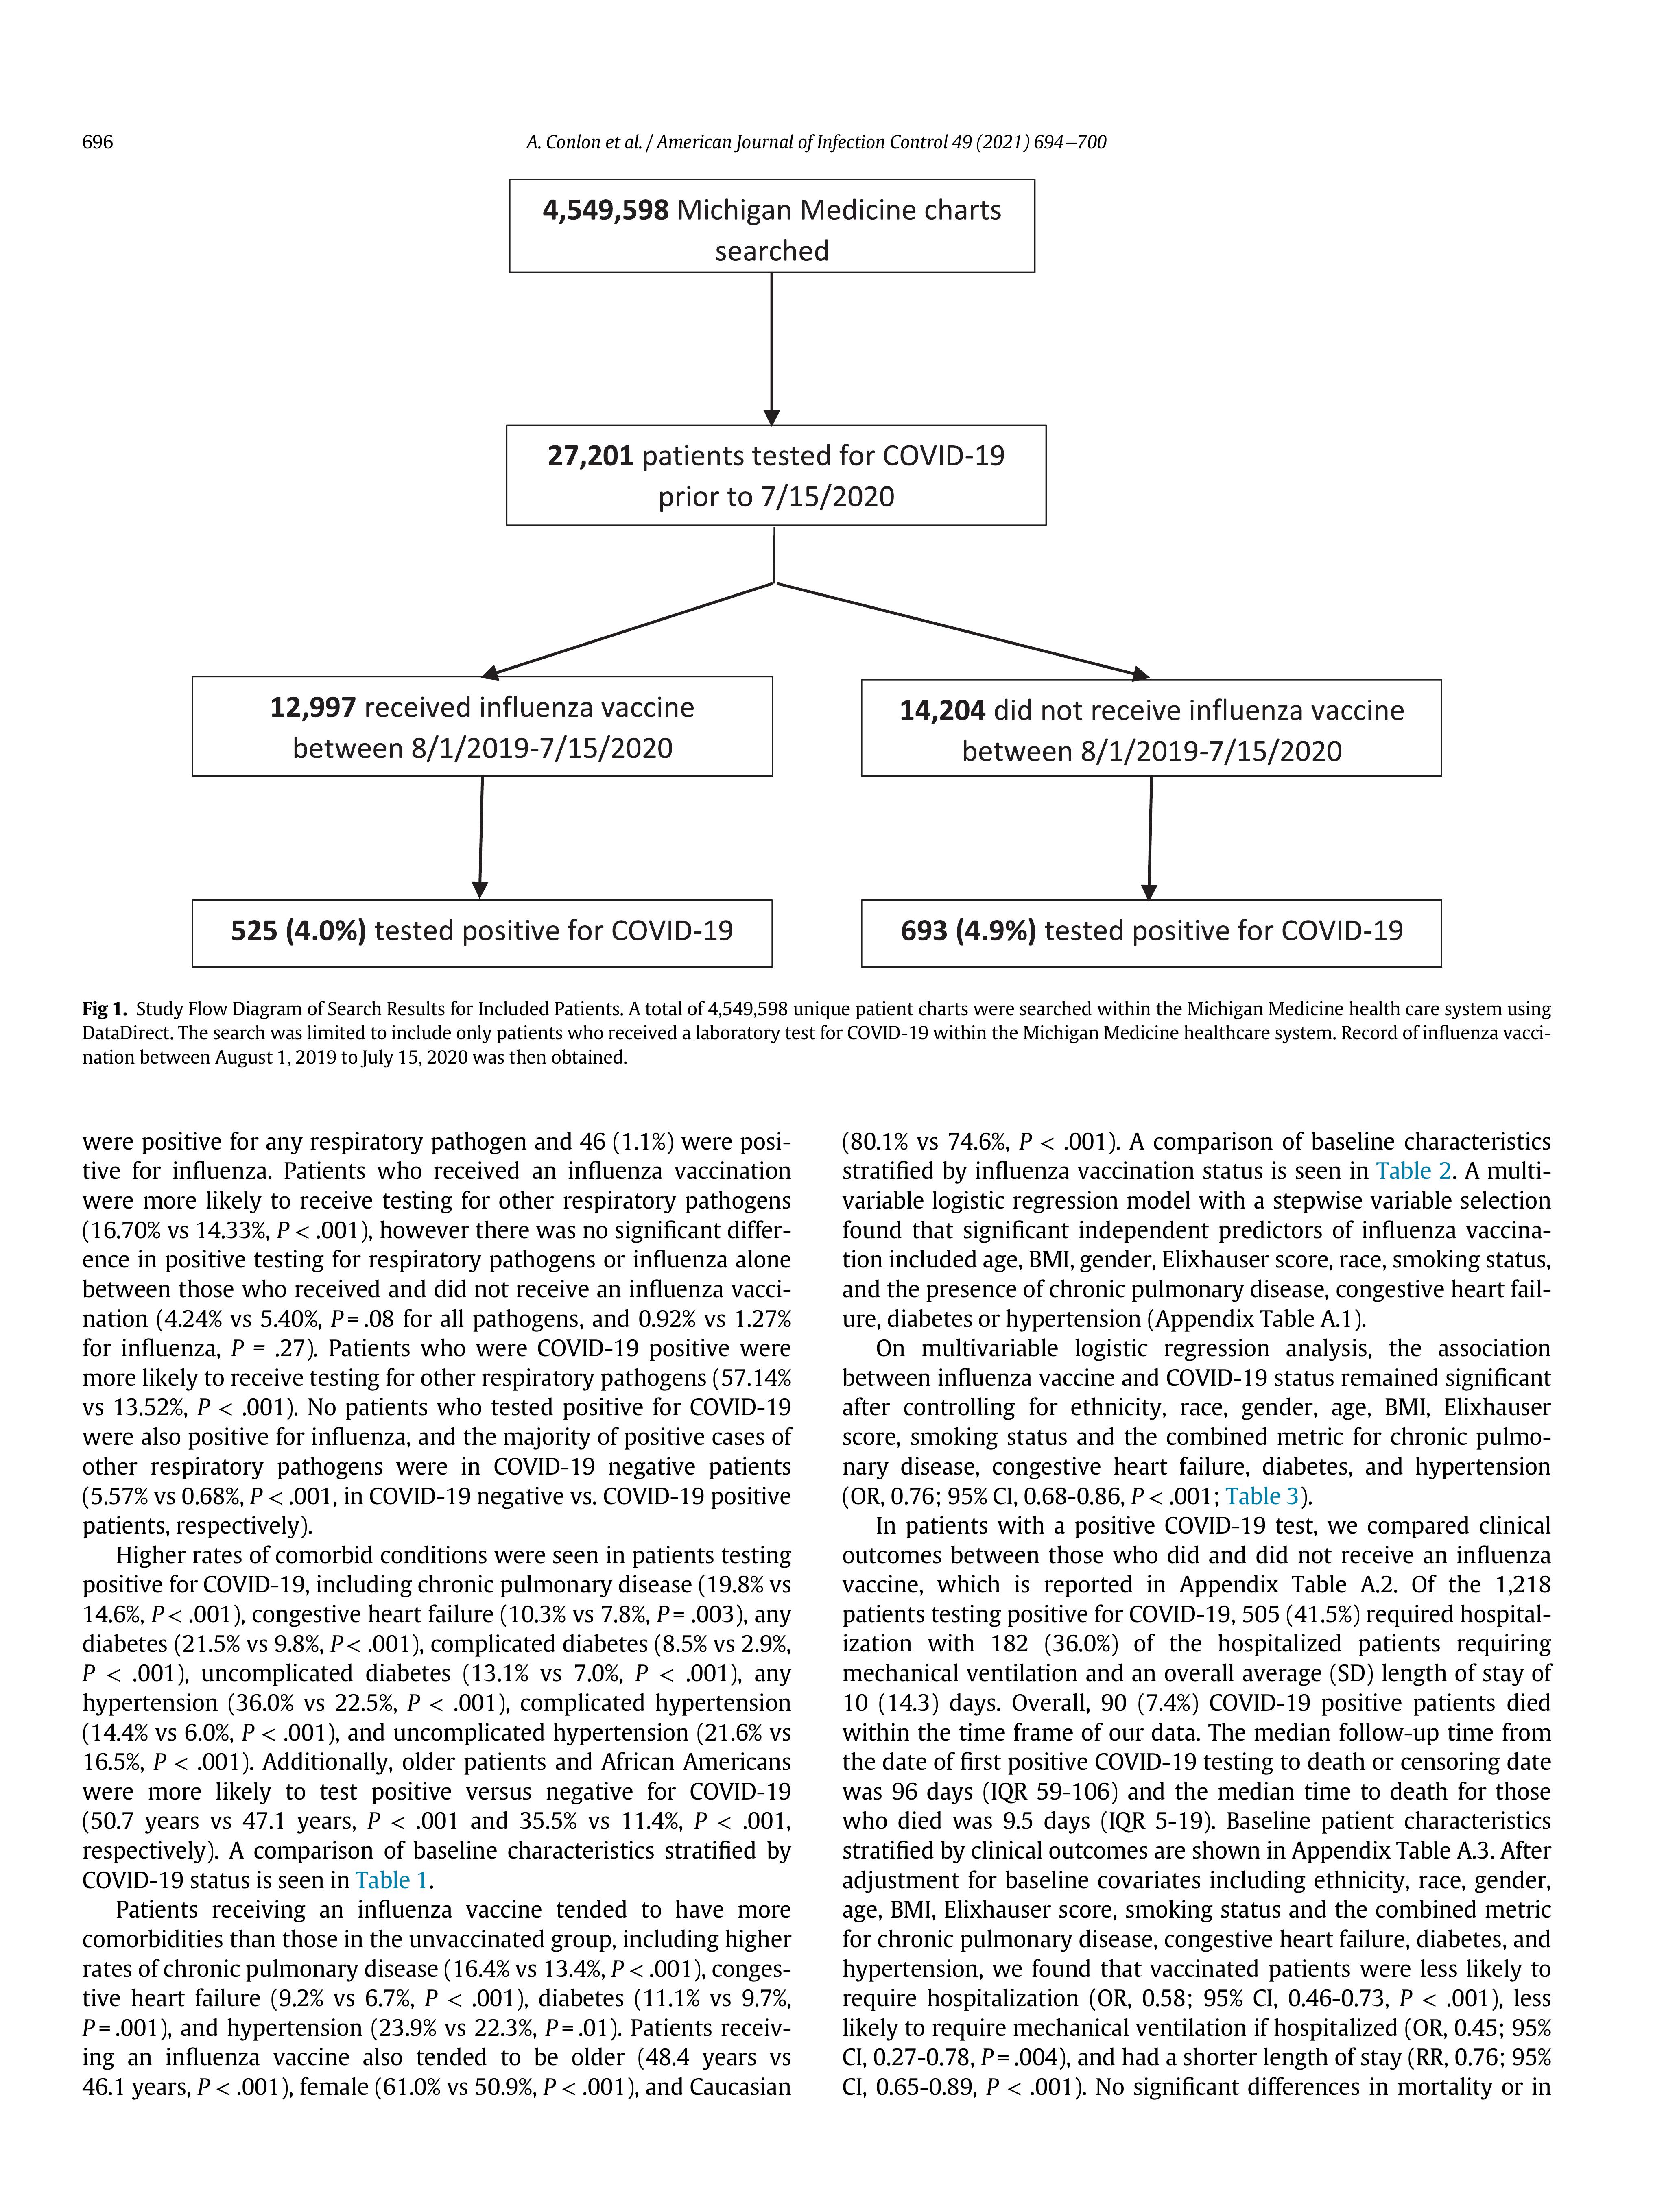 696
A. Conlon et al. / American Journal of Infection Control 49 (2021) 694–700
4,549,598 Michigan Medicine charts
searched
27,201 patients tested for COVID-19
prior to 7/15/2020
12,997 received influenza vaccine
between 8/1/2019-7/15/2020
14,204 did not receive influenza vaccine
between 8/1/2019-7/15/2020
525 (4.0%) tested positive for COVID-19
693 (4.9%) tested positive for COVID-19
Fig 1. Study Flow Diagram of Search Results for Included Patients. A total of 4,549,598 unique patient charts were searched within the Michigan Medicine health care system using
DataDirect. The search was limited to include only patients who received a laboratory test for COVID-19 within the Michigan Medicine healthcare system. Record of influenza vacci-
nation between August 1, 2019 to July 15, 2020 was then obtained.
were positive for any respiratory pathogen and 46 (1.1%) were posi-
tive for influenza. Patients who received an influenza vaccination
were more likely to receive testing for other respiratory pathogens
(16.70% vs 14.33%, P < .001), however there was no significant differ-
ence in positive testing for respiratory pathogens or influenza alone
between those who received and did not receive an influenza vacci-
nation (4.24% vs 5.40%, P = .08 for all pathogens, and 0.92% vs 1.27%
for influenza, P = .27). Patients who were COVID-19 positive were
more likely to receive testing for other respiratory pathogens (57.14%
vs 13.52%, P < .001). No patients who tested positive for COVID-19
were also positive for influenza, and the majority of positive cases of
other respiratory pathogens were in COVID-19 negative patients
(5.57% vs 0.68%, P < .001, in COVID-19 negative vs. COVID-19 positive
patients, respectively).
Higher rates of comorbid conditions were seen in patients testing
positive for COVID-19, including chronic pulmonary disease (19.8% vs
14.6%, P < .001), congestive heart failure (10.3% vs 7.8%, P = .003), any
diabetes (21.5% vs 9.8%, P < .001), complicated diabetes (8.5% vs 2.9%,
P < .001), uncomplicated diabetes (13.1% vs 7.0%, P < .001), any
hypertension (36.0% vs 22.5%, P < .001), complicated hypertension
(14.4% vs 6.0%, P < .001), and uncomplicated hypertension (21.6% vs
16.5%, P < .001). Additionally, older patients and African Americans
were more likely to test positive versus negative for COVID-19
(50.7 years vs 47.1 years, P < .001 and 35.5% vs 11.4%, P < .001,
respectively). A comparison of baseline characteristics stratified by
COVID-19 status is seen in Table 1.
Patients receiving an influenza vaccine tended to have more
comorbidities than those in the unvaccinated group, including higher
rates of chronic pulmonary disease (16.4% vs 13.4%, P < .001), conges-
tive heart failure (9.2% vs 6.7%, P < .001), diabetes (11.1% vs 9.7%,
P = .001), and hypertension (23.9% vs 22.3%, P = .01). Patients receiv-
ing an influenza vaccine also tended to be older (48.4 years vs
46.1 years, P < .001), female (61.0% vs 50.9%, P < .001), and Caucasian
(80.1% vs 74.6%, P < .001). A comparison of baseline characteristics
stratified by influenza vaccination status is seen in Table 2. A multi-
variable logistic regression model with a stepwise variable selection
found that significant independent predictors of influenza vaccina-
tion included age, BMI, gender, Elixhauser score, race, smoking status,
and the presence of chronic pulmonary disease, congestive heart fail-
ure, diabetes or hypertension (Appendix Table A.1).
On multivariable logistic regression analysis, the association
between influenza vaccine and COVID-19 status remained significant
after controlling for ethnicity, race, gender, age, BMI, Elixhauser
score, smoking status and the combined metric for chronic pulmo-
nary disease, congestive heart failure, diabetes, and hypertension
(OR, 0.76; 95% CI, 0.68-0.86, P < .001; Table 3).
In patients with a positive COVID-19 test, we compared clinical
outcomes between those who did and did not receive an influenza
vaccine, which is reported in Appendix Table A.2. Of the 1,218
patients testing positive for COVID-19, 505 (41.5%) required hospital-
ization with 182 (36.0%) of the hospitalized patients requiring
mechanical ventilation and an overall average (SD) length of stay of
10 (14.3) days. Overall, 90 (7.4%) COVID-19 positive patients died
within the time frame of our data. The median follow-up time from
the date of first positive COVID-19 testing to death or censoring date
was 96 days (IQR 59-106) and the median time to death for those
who died was 9.5 days (IQR 5-19). Baseline patient characteristics
stratified by clinical outcomes are shown in Appendix Table A.3. After
adjustment for baseline covariates including ethnicity, race, gender,
age, BMI, Elixhauser score, smoking status and the combined metric
for chronic pulmonary disease, congestive heart failure, diabetes, and
hypertension, we found that vaccinated patients were less likely to
require hospitalization (OR, 0.58; 95% CI, 0.46-0.73, P < .001), less
likely to require mechanical ventilation if hospitalized (OR, 0.45; 95%
CI, 0.27-0.78, P = .004), and had a shorter length of stay (RR, 0.76; 95%
CI, 0.65-0.89, P < .001). No significant differences in mortality or in